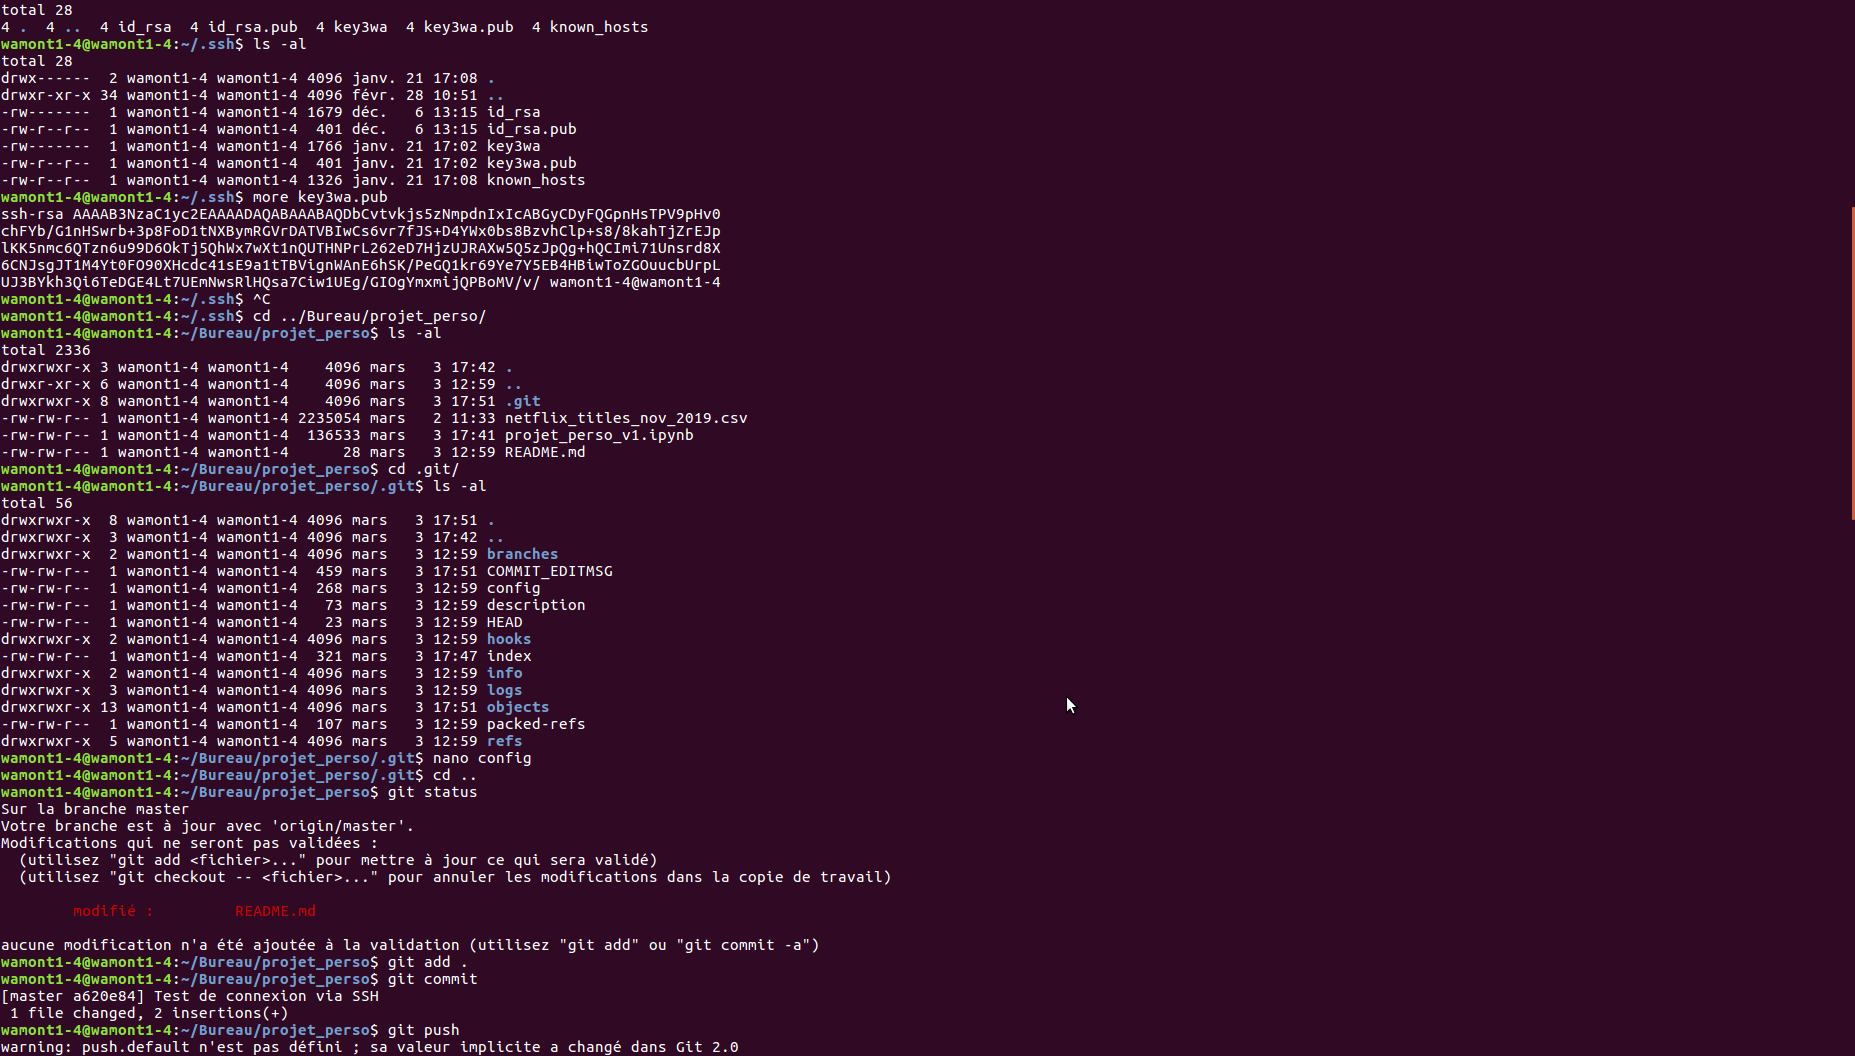 total 28
4 .  4 ..  4 id_rsa  4 id_rsa.pub  4 key3wa  4 key3wa.pub  4 known_hosts
wamont1-4@wamont1-4:~/.ssh$ ls -al
total 28
drwx------  2 wamont1-4 wamont1-4 4096 janv. 21 17:08 .
drwxr-xr-x 34 wamont1-4 wamont1-4 4096 févr. 28 10:51 ..
-rw-------  1 wamont1-4 wamont1-4 1679 déc.   6 13:15 id_rsa
-rw-r--r--  1 wamont1-4 wamont1-4  401 déc.   6 13:15 id_rsa.pub
-rw-------  1 wamont1-4 wamont1-4 1766 janv. 21 17:02 key3wa
-rw-r--r--  1 wamont1-4 wamont1-4  401 janv. 21 17:02 key3wa.pub
-rw-r--r--  1 wamont1-4 wamont1-4 1326 janv. 21 17:08 known_hosts
wamont1-4@wamont1-4:~/.ssh$ more key3wa.pub
ssh-rsa AAAAB3NzaC1yc2EAAAADAQABAAABAQDbCvtvkjs5zNmpdnIxIcABGyCDyFQGpnHsTPV9pHv0
chFYb/G1nHSwrb+3p8FoD1tNXBymRGVrDATVBIwCs6vr7fJS+D4YWx0bs8BzvhClp+s8/8kahTjZrEJp
lKK5nmc6QTzn6u99D6OkTj5QhWx7wXt1nQUTHNPrL262eD7HjzUJRAXw5Q5zJpQg+hQCImi71Unsrd8X
6CNJsgJT1M4Yt0FO90XHcdc41sE9a1tTBVignWAnE6hSK/PeGQ1kr69Ye7Y5EB4HBiwToZGOuucbUrpL
UJ3BYkh3Qi6TeDGE4Lt7UEmNwsRlHQsa7Ciw1UEg/GIOgYmxmijQPBoMV/v/ wamont1-4@wamont1-4
wamont1-4@wamont1-4:~/.ssh$ ^C
wamont1-4@wamont1-4:~/.ssh$ cd ../Bureau/projet_perso/
wamont1-4@wamont1-4:~/Bureau/projet_perso$ ls -al
total 2336
drwxrwxr-x 3 wamont1-4 wamont1-4    4096 mars   3 17:42 .
drwxr-xr-x 6 wamont1-4 wamont1-4    4096 mars   3 12:59 ..
drwxrwxr-x 8 wamont1-4 wamont1-4    4096 mars   3 17:51 .git
-rw-rw-r-- 1 wamont1-4 wamont1-4 2235054 mars   2 11:33 netflix_titles_nov_2019.csv
-rw-rw-r-- 1 wamont1-4 wamont1-4  136533 mars   3 17:41 projet_perso_v1.ipynb
-rw-rw-r-- 1 wamont1-4 wamont1-4      28 mars   3 12:59 README.md
wamont1-4@wamont1-4:~/Bureau/projet_perso$ cd .git/
wamont1-4@wamont1-4:~/Bureau/projet_perso/.git$ ls -al
total 56
drwxrwxr-x  8 wamont1-4 wamont1-4 4096 mars   3 17:51 .
drwxrwxr-x  3 wamont1-4 wamont1-4 4096 mars   3 17:42 ..
drwxrwxr-x  2 wamont1-4 wamont1-4 4096 mars   3 12:59 branches
-rw-rw-r--  1 wamont1-4 wamont1-4  459 mars   3 17:51 COMMIT_EDITMSG
-rw-rw-r--  1 wamont1-4 wamont1-4  268 mars   3 12:59 config
-rw-rw-r--  1 wamont1-4 wamont1-4   73 mars   3 12:59 description
-rw-rw-r--  1 wamont1-4 wamont1-4   23 mars   3 12:59 HEAD
drwxrwxr-x  2 wamont1-4 wamont1-4 4096 mars   3 12:59 hooks
-rw-rw-r--  1 wamont1-4 wamont1-4  321 mars   3 17:47 index
drwxrwxr-x  2 wamont1-4 wamont1-4 4096 mars   3 12:59 info
drwxrwxr-x  3 wamont1-4 wamont1-4 4096 mars   3 12:59 logs
drwxrwxr-x 13 wamont1-4 wamont1-4 4096 mars   3 17:51 objects
-rw-rw-r--  1 wamont1-4 wamont1-4  107 mars   3 12:59 packed-refs
drwxrwxr-x  5 wamont1-4 wamont1-4 4096 mars   3 12:59 refs
wamont1-4@wamont1-4:~/Bureau/projet_perso/.git$ nano config
wamont1-4@wamont1-4:~/Bureau/projet_perso/.git$ cd ..
wamont1-4@wamont1-4:~/Bureau/projet_perso$ git status
Sur la branche master
Votre branche est à jour avec 'origin/master'.
Modifications qui ne seront pas validées :
  (utilisez "git add <fichier>..." pour mettre à jour ce qui sera validé)
  (utilisez "git checkout -- <fichier>..." pour annuler les modifications dans la copie de travail)
        modifié :         README.md
aucune modification n'a été ajoutée à la validation (utilisez "git add" ou "git commit -a")
wamont1-4@wamont1-4:~/Bureau/projet_perso$ git add .
wamont1-4@wamont1-4:~/Bureau/projet_perso$ git commit
[master a620e84] Test de connexion via SSH
 1 file changed, 2 insertions(+)
wamont1-4@wamont1-4:~/Bureau/projet_perso$ git push
warning: push.default n'est pas défini ; sa valeur implicite a changé dans Git 2.0